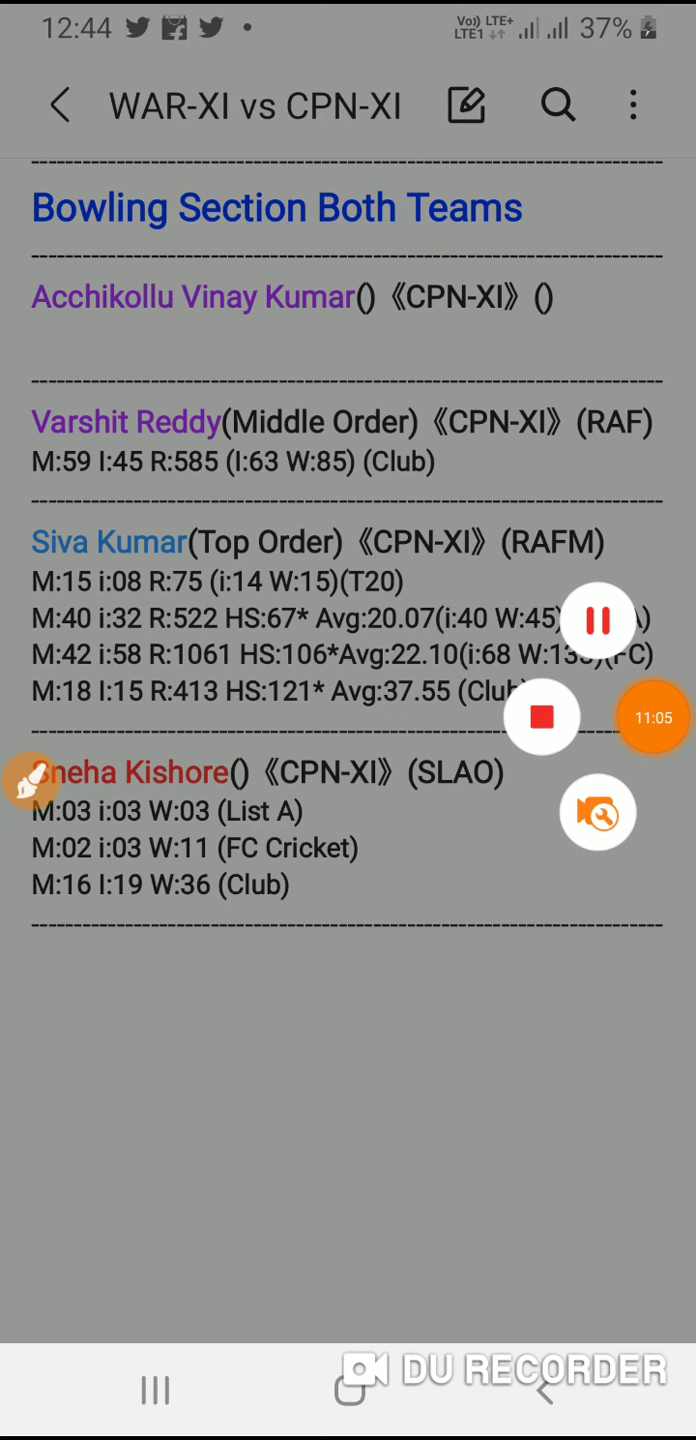 12:44 Vo)) LTE+ LTE1 37%
WAR-XI vs CPN-XI
Bowling Section Both Teams
Acchikollu Vinay Kumar()《CPN-XI》()
Varshit Reddy(Middle Order)《CPN-XI》(RAF)
M:59 I:45 R:585 (I:63 W:85) (Club)
Siva Kumar(Top Order)《CPN-XI》(RAFM)
M:15 i:08 R:75 (i:14 W:15)(T20)
M:40 i:32 R:522 HS:67* Avg:20.07(i:40 W:45)
M:42 i:58 R:1061 HS:106*Avg:22.10(i:68
M:18 I:15 R:413 HS:121* Avg:37.55
11:05
Sneha Kishore()《CPN-XI》(SLAO)
M:03 i:03 W:03 (List A)
M:02 i:03 W:11 (FC Cricket)
M:16 I:19 W:36 (Club)
DU RECORDER